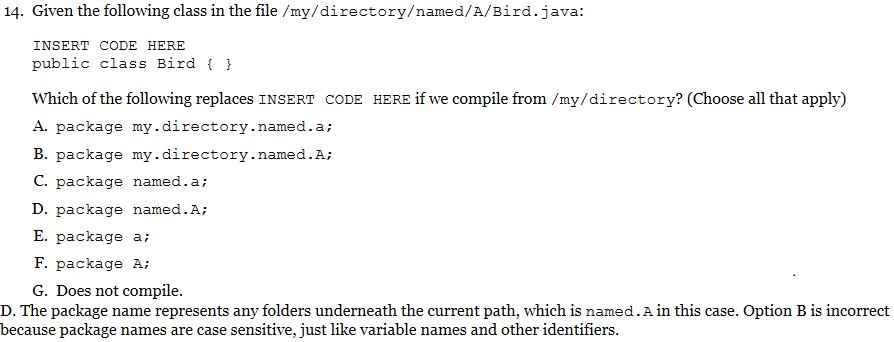 14. Given the following class in the file /my/directory/named/A/Bird.java:
INSERT CODE HERE
public class Bird { }
Which of the following replaces INSERT CODE HERE if we compile from /my/directory? (Choose all that apply)
A. package my.directory.named.a;
B. package my.directory.named.A;
C. package named.a;
D. package named.A;
E. package a;
F. package A;
G. Does not compile.
D. The package name represents any folders underneath the current path, which is named.A in this case. Option B is incorrect
because package names are case sensitive, just like variable names and other identifiers.